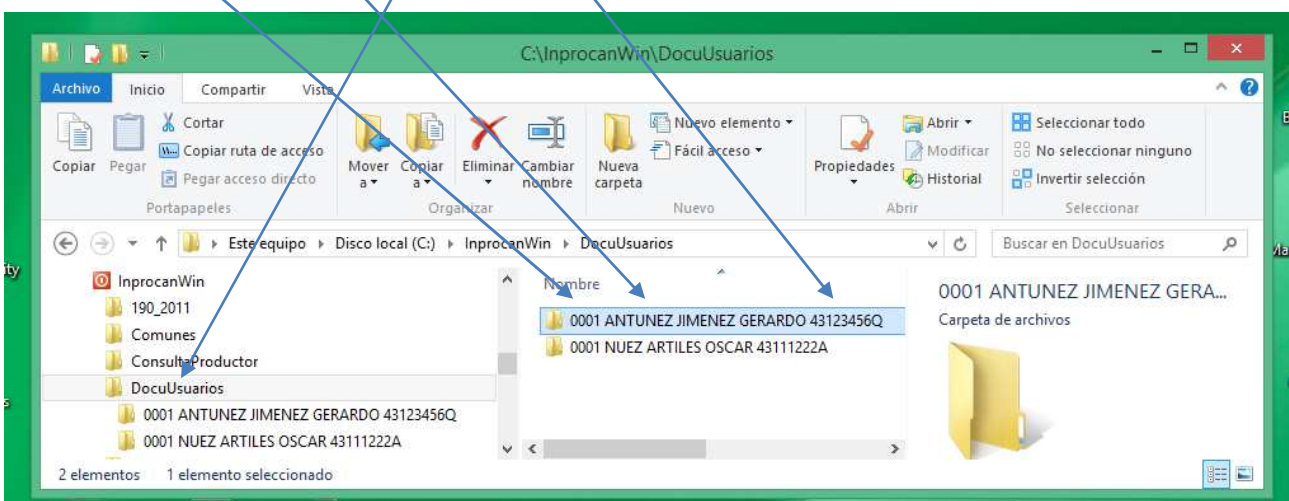 C:\InprocanWin\DocuUsuarios
Archivo Inicio Compartir Vista
Copiar
Pegar
Cortar
Copiar ruta de acceso
Pegar acceso directo
Portapapeles
Mover a
Copiar a
Eliminar
Cambiar nombre
Organizar
Nueva carpeta
Nuevo elemento
Fácil acceso
Nuevo
Propiedades
Abrir
Modificar
Historial
Abrir
Seleccionar todo
No seleccionar ninguno
Invertir selección
Seleccionar
Este equipo Disco local (C:) InprocanWin DocuUsuarios
Buscar en DocuUsuarios
InprocanWin
190_2011
Comunes
ConsultaProductor
DocuUsuarios
0001 ANTUNEZ JIMENEZ GERARDO 43123456Q
0001 NUEZ ARTILES OSCAR 43111222A
Nombre
0001 ANTUNEZ JIMENEZ GERARDO 43123456Q
0001 NUEZ ARTILES OSCAR 43111222A
0001 ANTUNEZ JIMENEZ GERA...
Carpeta de archivos
2 elementos 1 elemento seleccionado